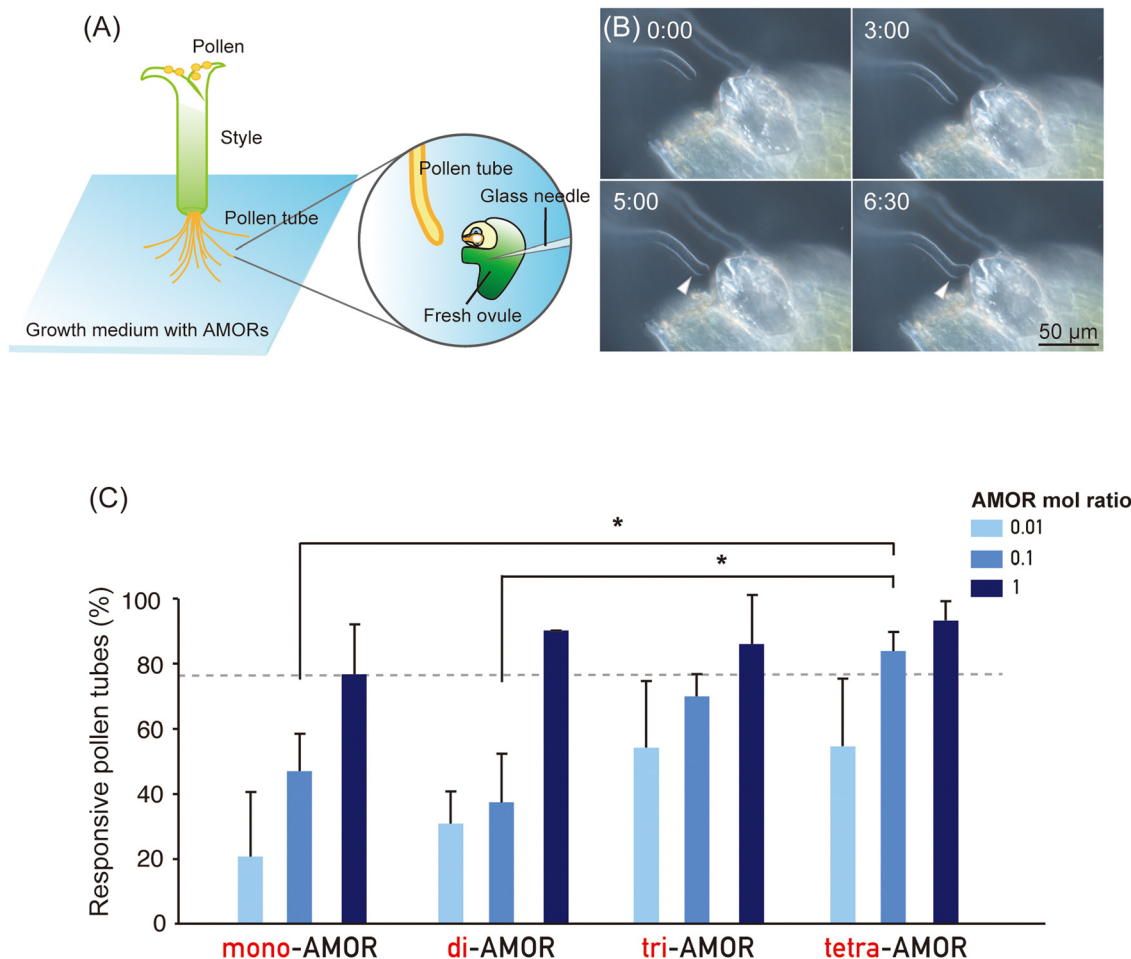 (A)
Pollen
Style
Pollen tube
Growth medium with AMORs
Pollen tube
Glass needle
Fresh ovule
(B)
0:00
3:00
5:00
6:30
50 μm
(C)
AMOR mol ratio
0.01
0.1
1
*
*
Responsive pollen tubes (%)
100
80
60
40
20
0
mono-AMOR
di-AMOR
tri-AMOR
tetra-AMOR